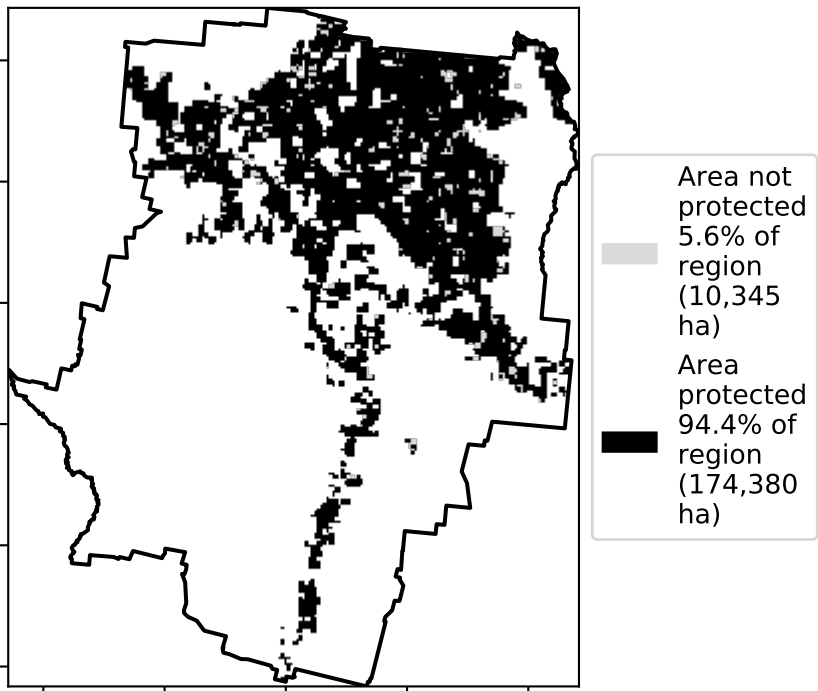 Area not
protected
5.6% of
region
(10,345
ha)
Area
protected
94.4% of
region
(174,380
ha)